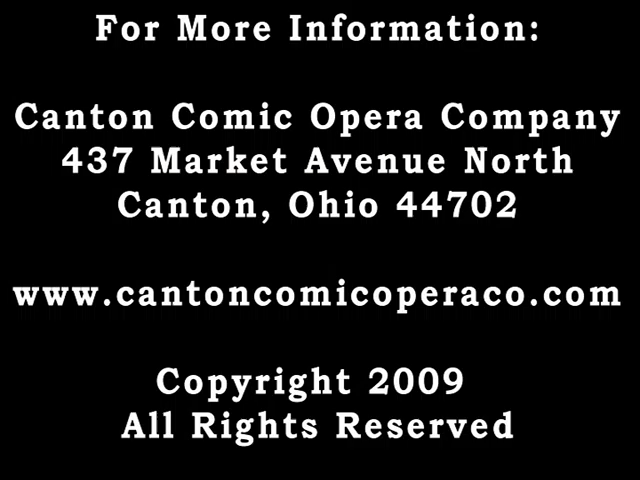 For More Information:
Canton Comic Opera Company
437 Market Avenue North
Canton, Ohio 44702
www.cantoncomicoperaco.com
Copyright 2009
All Rights Reserved